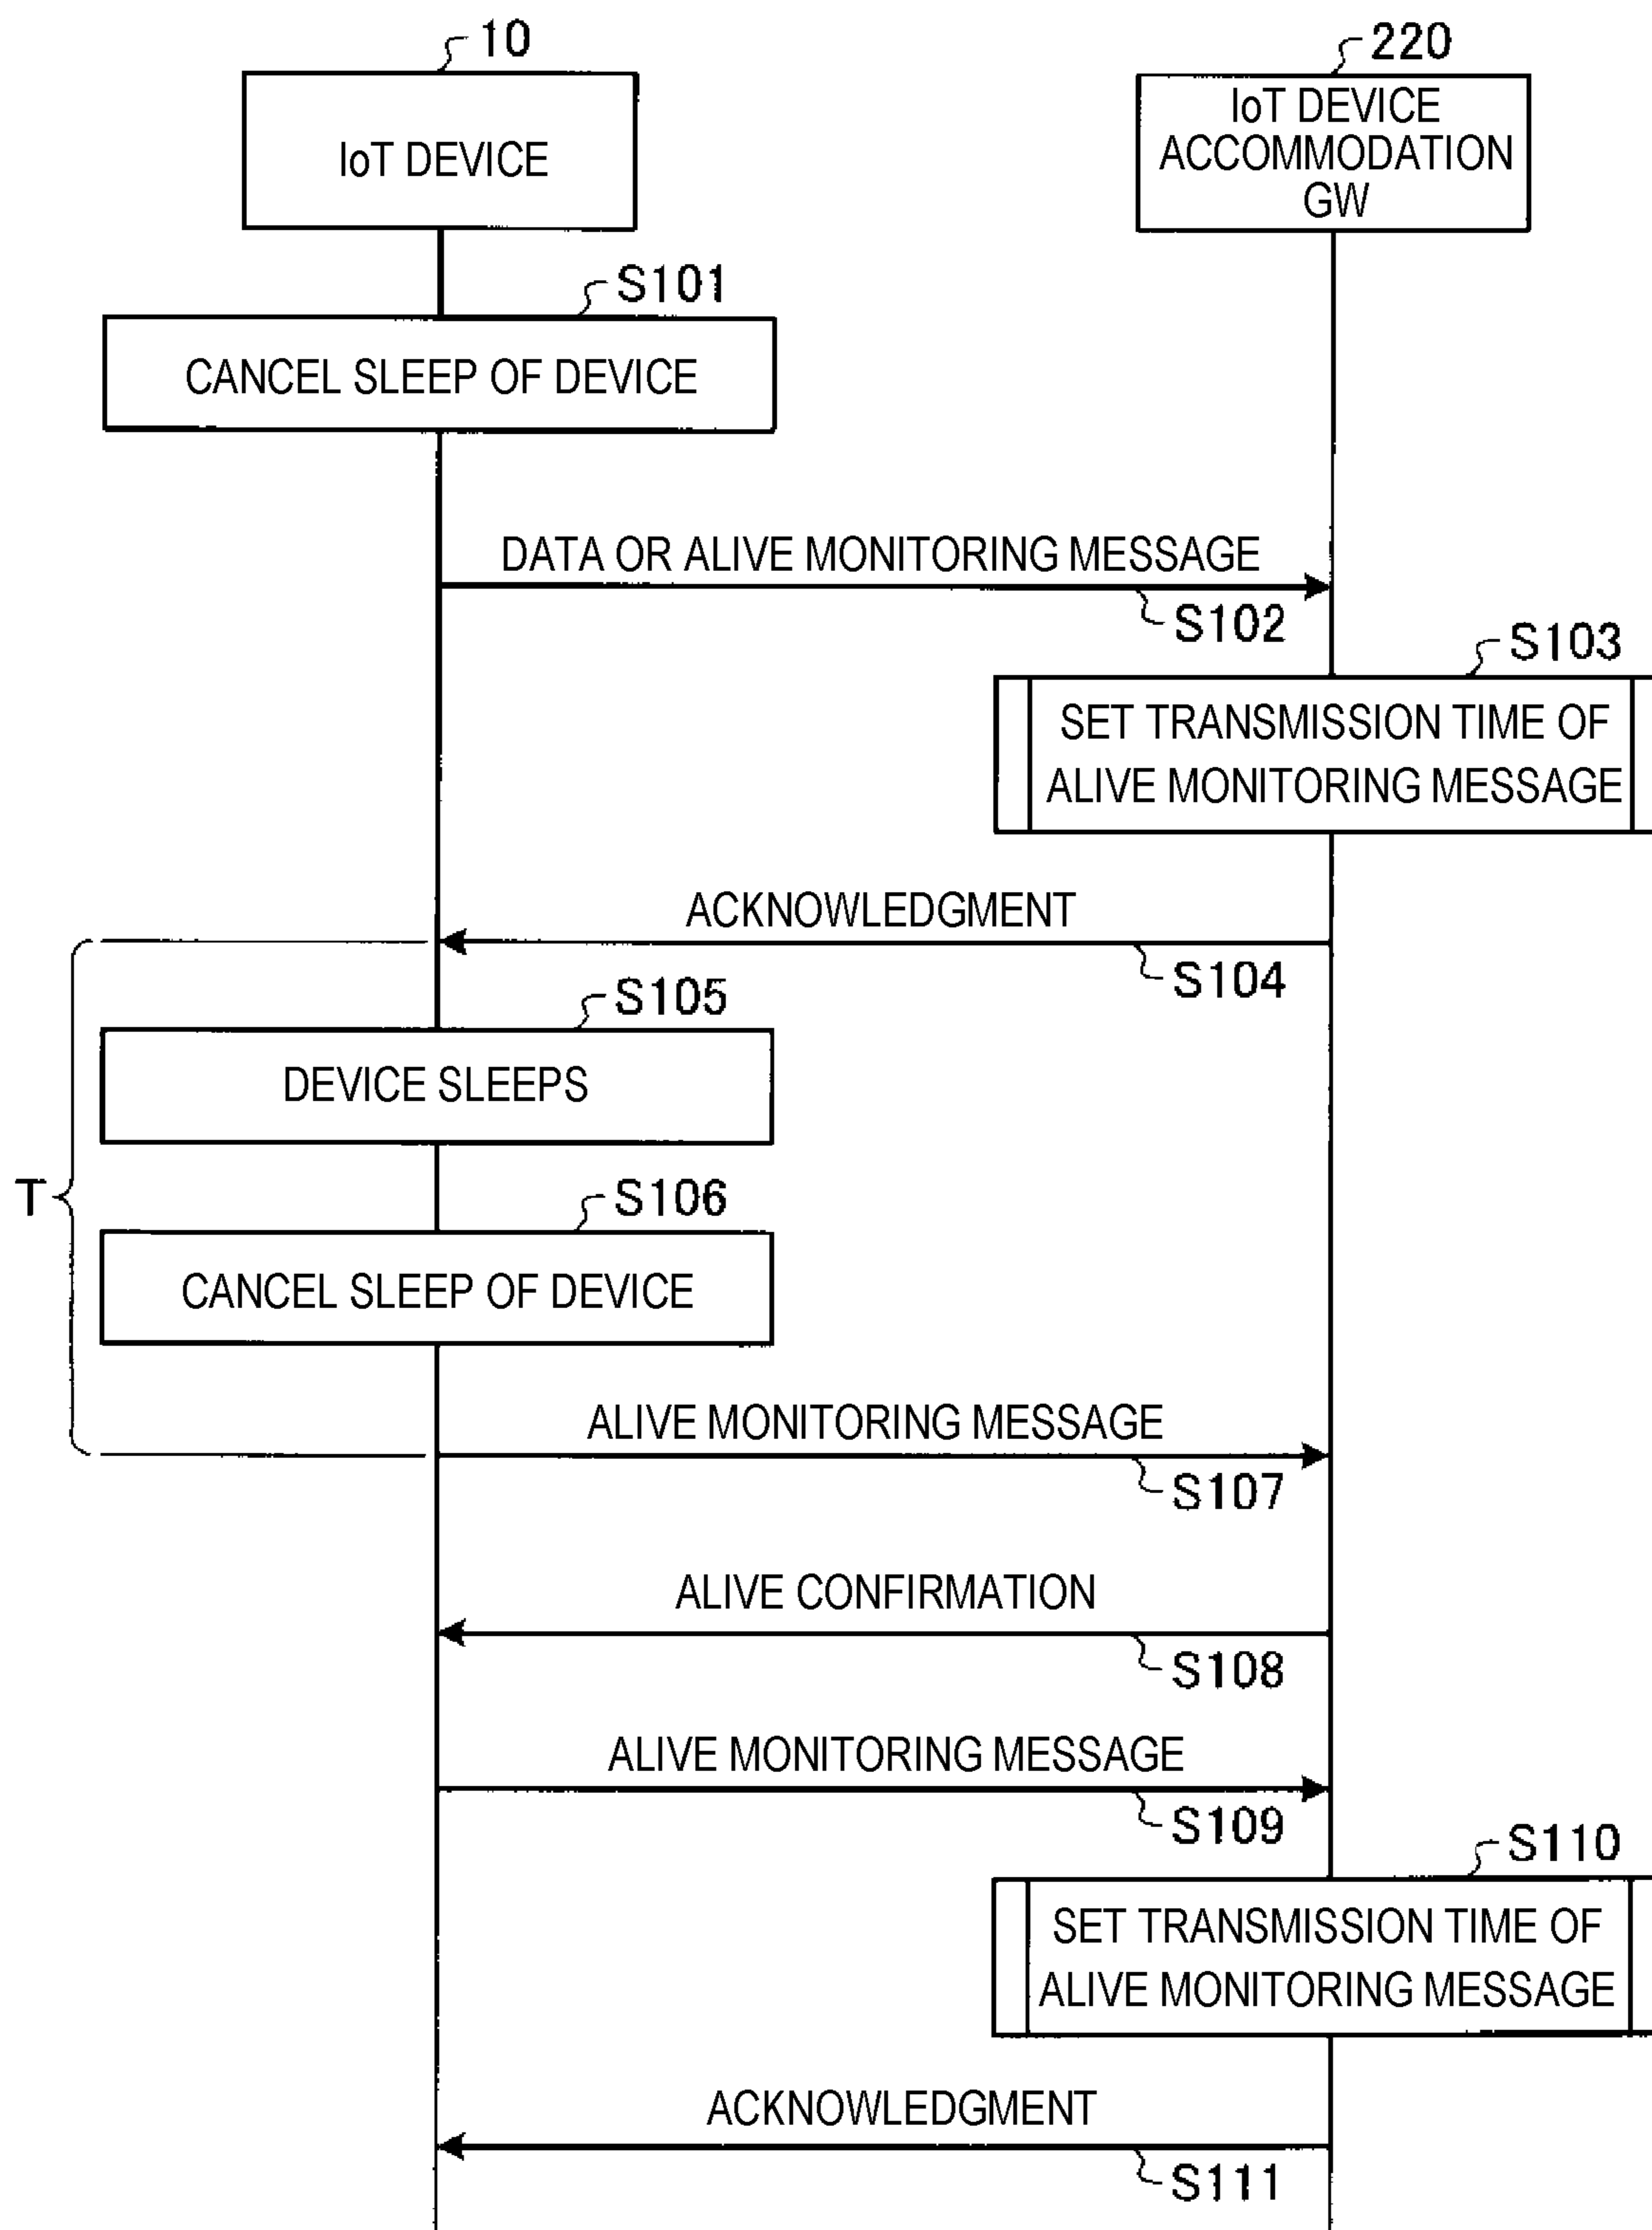 10
220
IoT DEVICE
IoT DEVICE
ACCOMMODATION
GW
S101
CANCEL SLEEP OF DEVICE
DATA OR ALIVE MONITORING MESSAGE
S102
S103
SET TRANSMISSION TIME OF
ALIVE MONITORING MESSAGE
ACKNOWLEDGMENT
S104
S105
DEVICE SLEEPS
T
S106
CANCEL SLEEP OF DEVICE
ALIVE MONITORING MESSAGE
S107
ALIVE CONFIRMATION
S108
ALIVE MONITORING MESSAGE
S109
S110
SET TRANSMISSION TIME OF
ALIVE MONITORING MESSAGE
ACKNOWLEDGMENT
S111